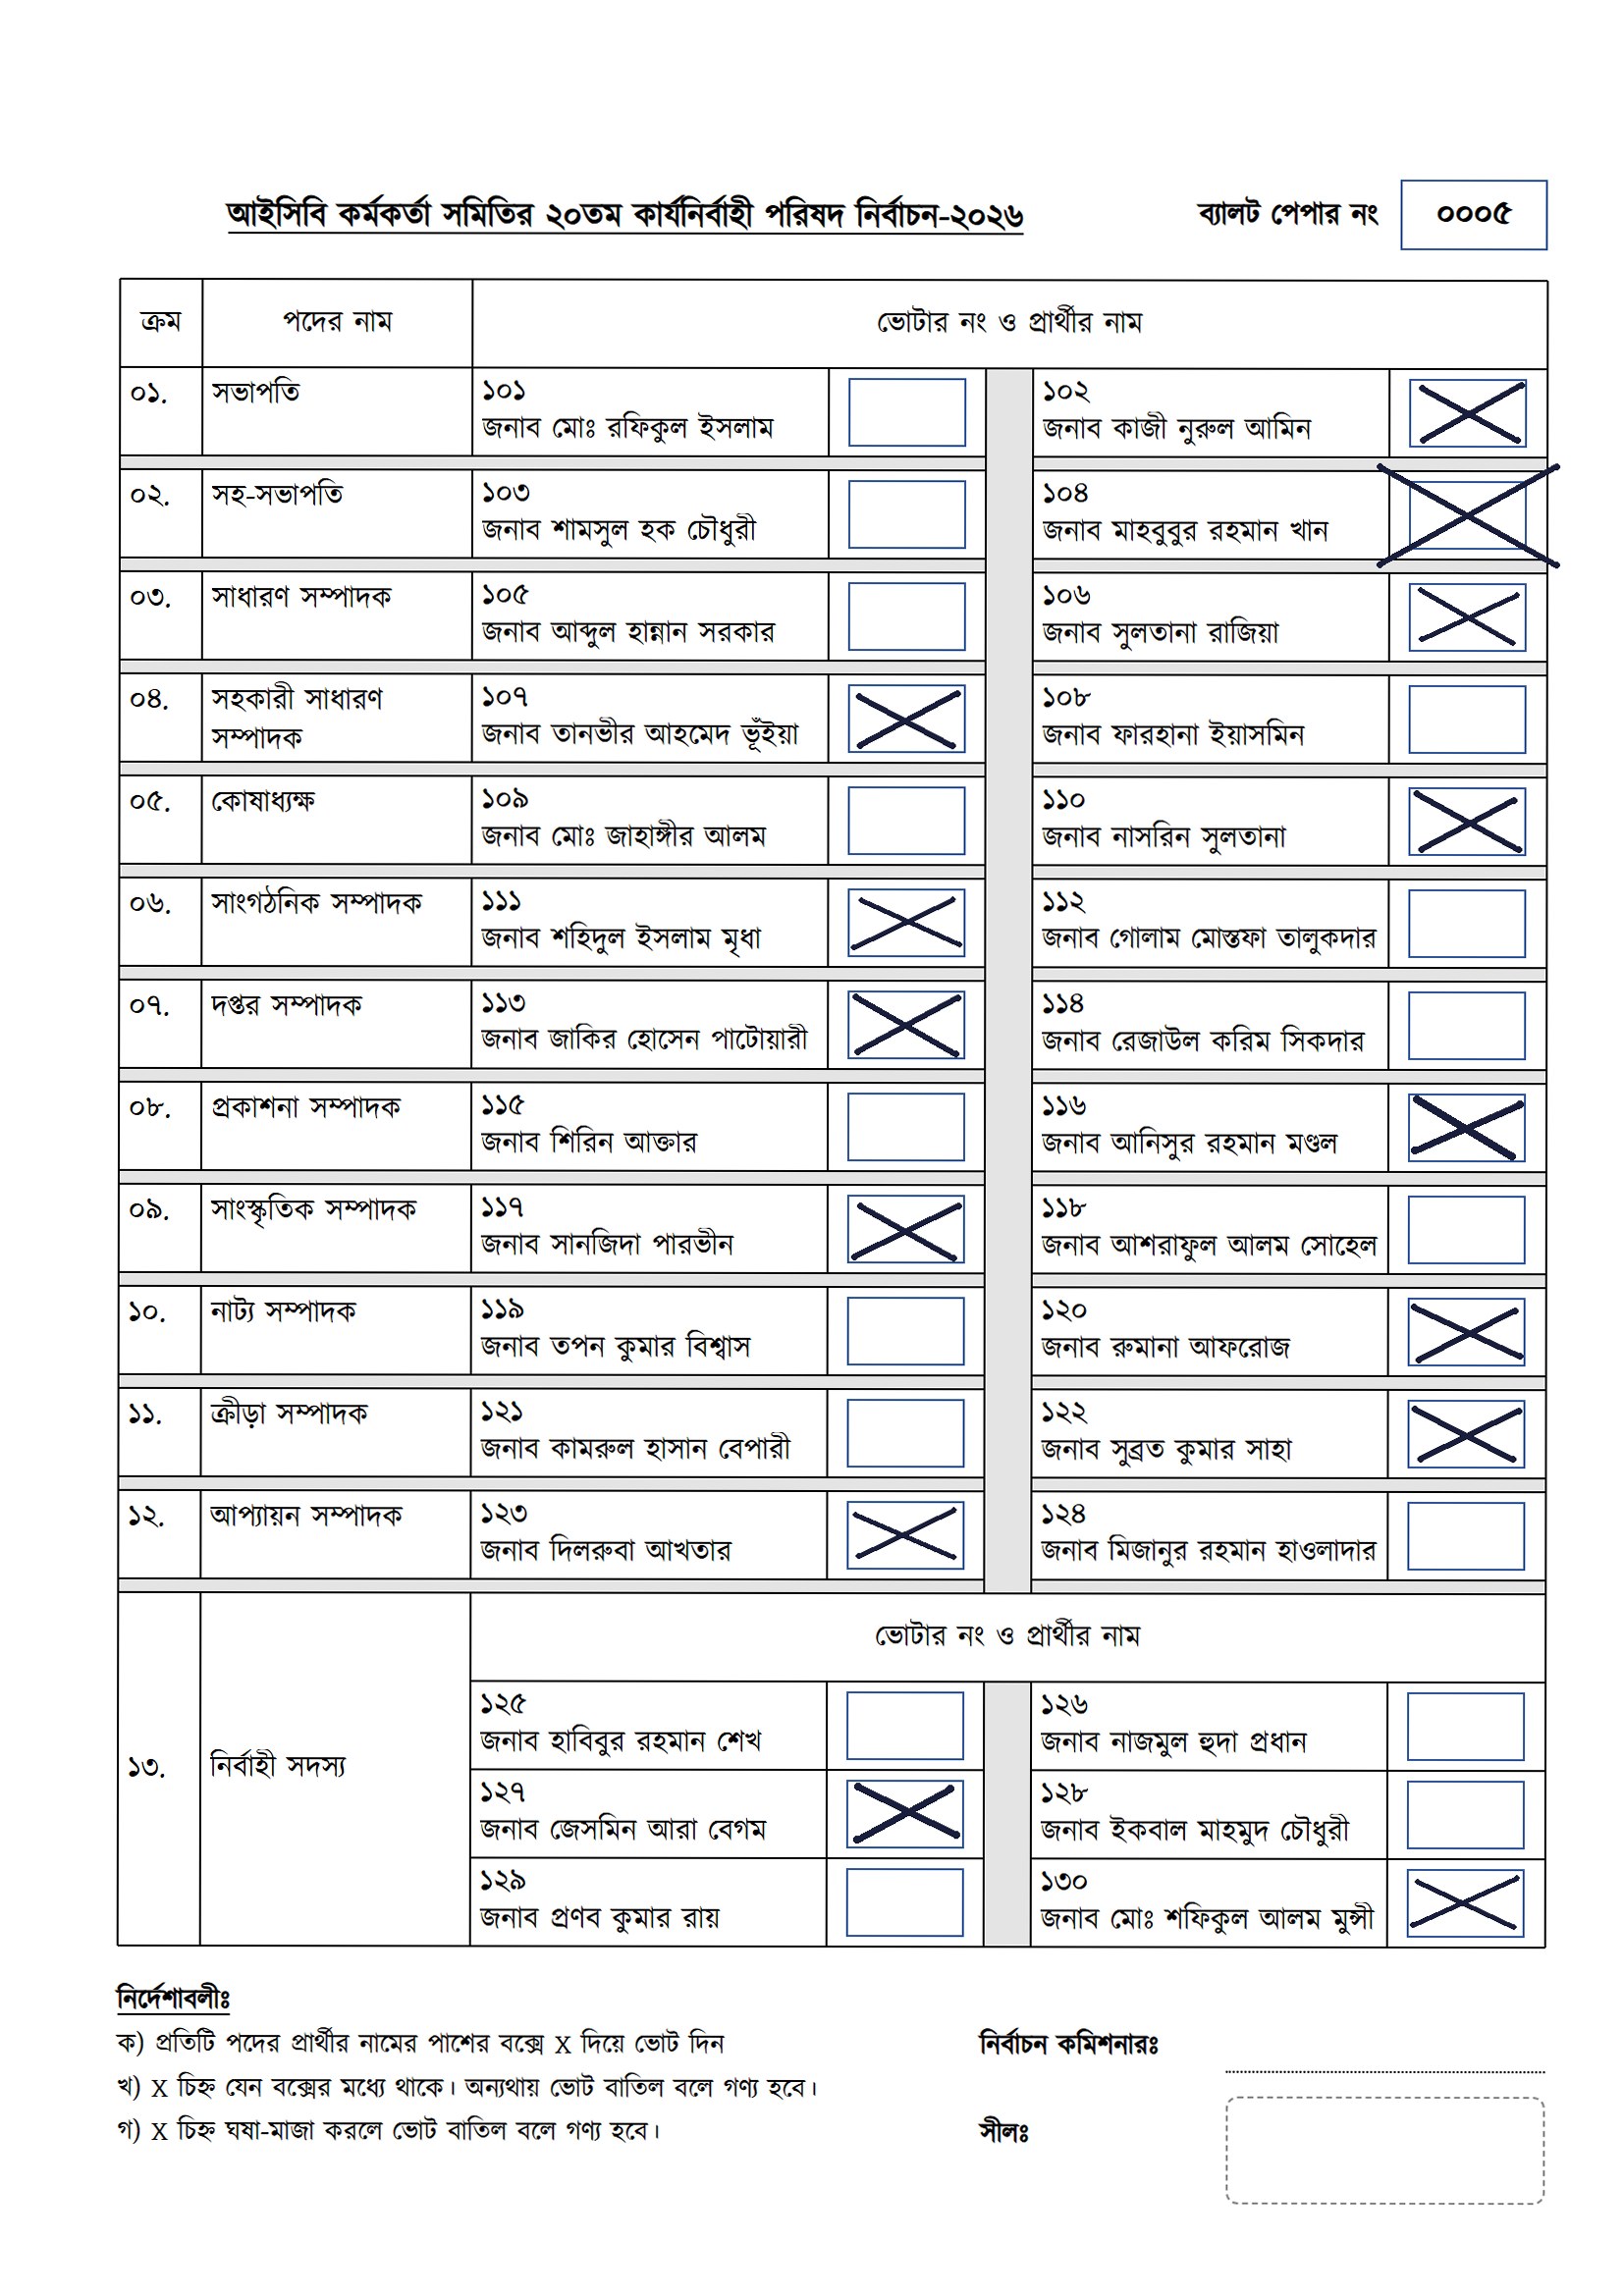 আইসিবি কর্মকর্তা সমিতির ২০তম কার্যনির্বাহী পরিষদ নির্বাচন-২০২৬
ব্যালট পেপার নং ০০০৫
ক্রম পদের নাম ভোটার নং ও প্রার্থীর নাম
০১. সভাপতি ১০১ ১০২
জনাব মোঃ রফিকুল ইসলাম জনাব কাজী নুরুল আমিন
০২. সহ-সভাপতি ১০৩ ১০৪
জনাব শামসুল হক চৌধুরী জনাব মাহবুবুর রহমান খান
০৩. সাধারণ সম্পাদক ১০৫ ১০৬
জনাব আব্দুল হান্নান সরকার জনাব সুলতানা রাজিয়া
০৪. সহকারী সাধারণ ১০৭ ১০৮
সম্পাদক জনাব তানভীর আহমেদ ভূঁইয়া জনাব ফারহানা ইয়াসমিন
০৫. কোষাধ্যক্ষ ১০৯ ১১০
জনাব মোঃ জাহাঙ্গীর আলম জনাব নাসরিন সুলতানা
০৬. সাংগঠনিক সম্পাদক ১১১ ১১২
জনাব শহিদুল ইসলাম মৃধা জনাব গোলাম মোস্তফা তালুকদার
০৭. দপ্তর সম্পাদক ১১৩ ১১৪
জনাব জাকির হোসেন পাটোয়ারী জনাব রেজাউল করিম সিকদার
০৮. প্রকাশনা সম্পাদক ১১৫ ১১৬
জনাব শিরিন আক্তার জনাব আনিসুর রহমান মণ্ডল
০৯. সাংস্কৃতিক সম্পাদক ১১৭ ১১৮
জনাব সানজিদা পারভীন জনাব আশরাফুল আলম সোহেল
১০. নাট্য সম্পাদক ১১৯ ১২০
জনাব তপন কুমার বিশ্বাস জনাব রুমানা আফরোজ
১১. ক্রীড়া সম্পাদক ১২১ ১২২
জনাব কামরুল হাসান বেপারী জনাব সুব্রত কুমার সাহা
১২. আপ্যায়ন সম্পাদক ১২৩ ১২৪
জনাব দিলরুবা আখতার জনাব মিজানুর রহমান হাওলাদার
ভোটার নং ও প্রার্থীর নাম
১৩. নির্বাহী সদস্য
১২৫ ১২৬
জনাব হাবিবুর রহমান শেখ জনাব নাজমুল হুদা প্রধান
১২৭ ১২৮
জনাব জেসমিন আরা বেগম জনাব ইকবাল মাহমুদ চৌধুরী
১২৯ ১৩০
জনাব প্রণব কুমার রায় জনাব মোঃ শফিকুল আলম মুন্সী
নির্দেশাবলীঃ
ক) প্রতিটি পদের প্রার্থীর নামের পাশের বক্সে X দিয়ে ভোট দিন
খ) X চিহ্ন যেন বক্সের মধ্যে থাকে। অন্যথায় ভোট বাতিল বলে গণ্য হবে।
গ) X চিহ্ন ঘষা-মাজা করলে ভোট বাতিল বলে গণ্য হবে।
নির্বাচন কমিশনারঃ
সীলঃ